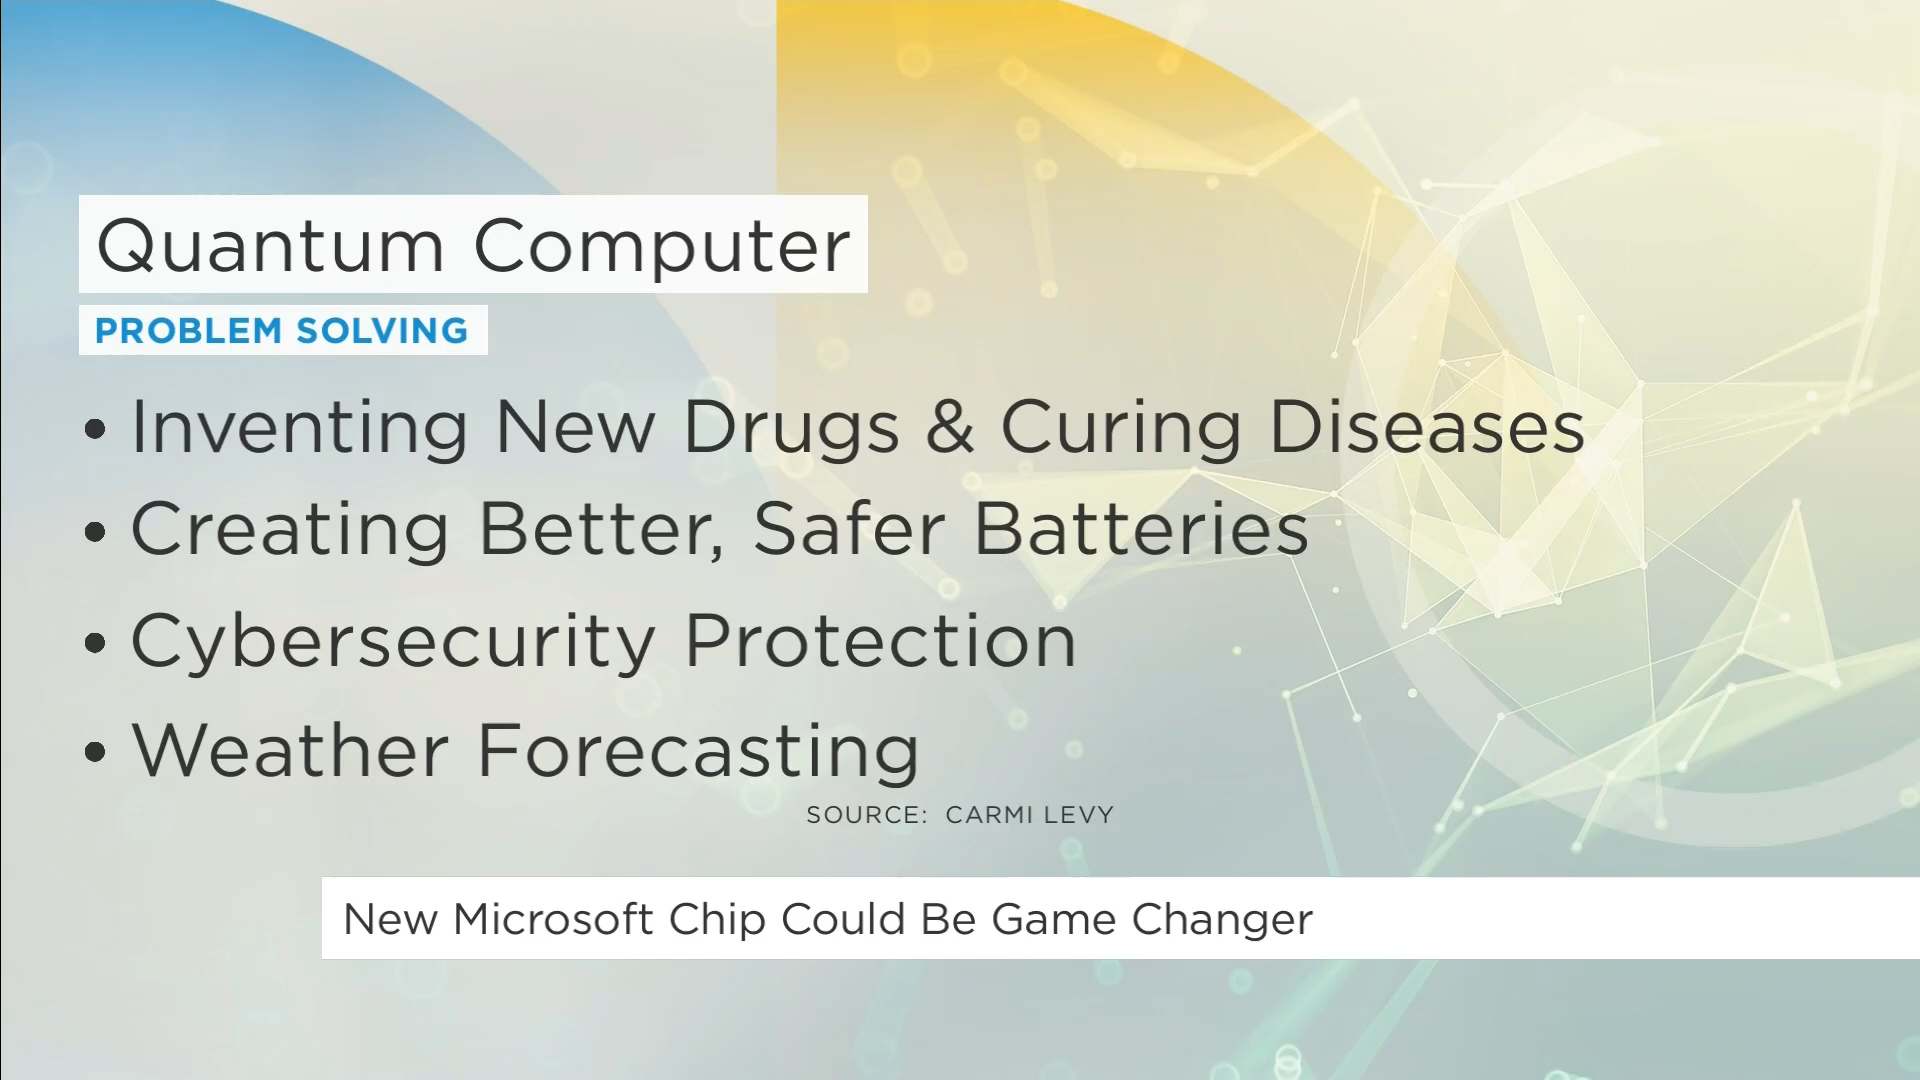 Quantum Computer
PROBLEM SOLVING
• Inventing New Drugs & Curing Diseases
• Creating Better, Safer Batteries
• Cybersecurity Protection
• Weather Forecasting
SOURCE: CARMI LEVY
New Microsoft Chip Could Be Game Changer